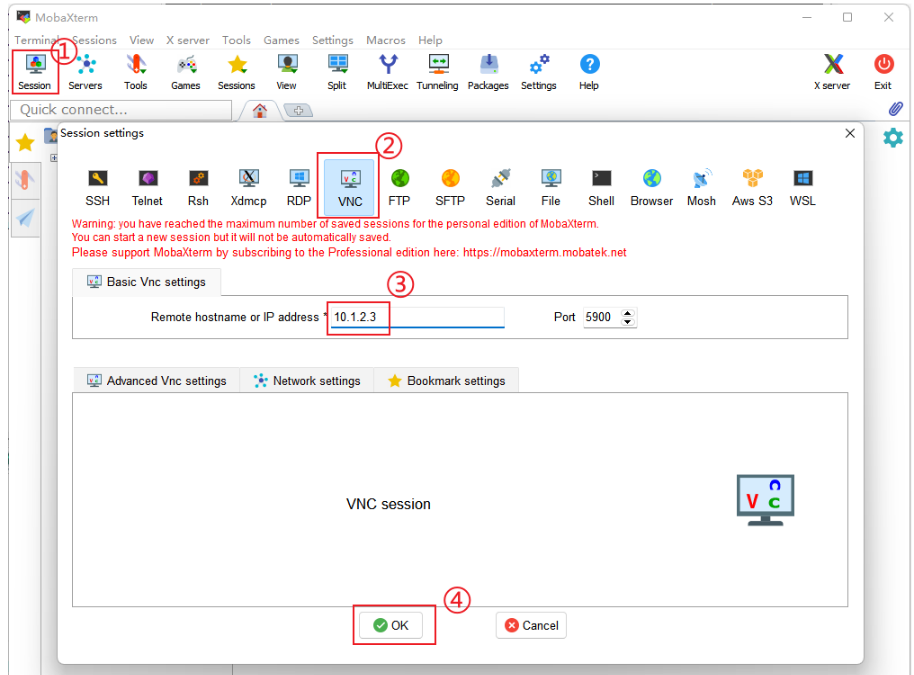 MobaXterm
Terminal Sessions View X server Tools Games Settings Macros Help
①
Session Servers Tools Games Sessions View Split MultiExec Tunneling Packages Settings Help X server Exit
Quick connect...
Session settings
②
SSH Telnet Rsh Xdmcp RDP VNC FTP SFTP Serial File Shell Browser Mosh Aws S3 WSL
Warning: you have reached the maximum number of saved sessions for the personal edition of MobaXterm.
You can start a new session but it will not be automatically saved.
Please support MobaXterm by subscribing to the Professional edition here: https://mobaxterm.mobatek.net
Basic Vnc settings
③
Remote hostname or IP address * 10.1.2.3 Port 5900
Advanced Vnc settings Network settings Bookmark settings
VNC session
V n c
④
OK Cancel